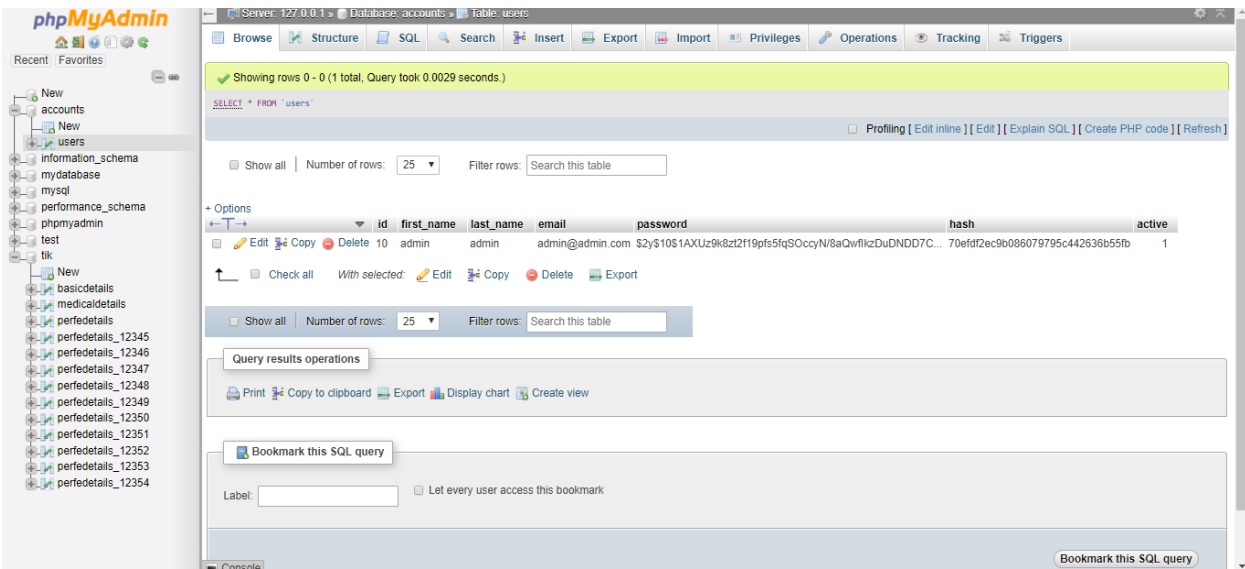 phpMyAdmin
Recent Favorites
New
accounts
New
users
information_schema
mydatabase
mysql
performance_schema
phpmyadmin
test
tik
New
basicdetails
medicaldetails
perfedetails
perfedetails_12345
perfedetails_12346
perfedetails_12347
perfedetails_12348
perfedetails_12349
perfedetails_12350
perfedetails_12351
perfedetails_12352
perfedetails_12353
perfedetails_12354
Server: 127.0.0.1 » Database: accounts » Table: users
Browse Structure SQL Search Insert Export Import Privileges Operations Tracking Triggers
Showing rows 0 - 0 (1 total, Query took 0.0029 seconds.)
SELECT * FROM `users`
Profiling [ Edit inline ] [ Edit ] [ Explain SQL ] [ Create PHP code ] [ Refresh ]
Show all Number of rows: 25 Filter rows: Search this table
+ Options
←T→ id first_name last_name email password hash active
Edit Copy Delete 10 admin admin admin@admin.com $2y$10$1AXUz9k8zt2f19pfs5fqSOccyN/8aQwfIkzDuDNDD7C... 70efdf2ec9b086079795c442636b55fb 1
Check all With selected: Edit Copy Delete Export
Show all Number of rows: 25 Filter rows: Search this table
Query results operations
Print Copy to clipboard Export Display chart Create view
Bookmark this SQL query
Label: Let every user access this bookmark
Bookmark this SQL query
Console